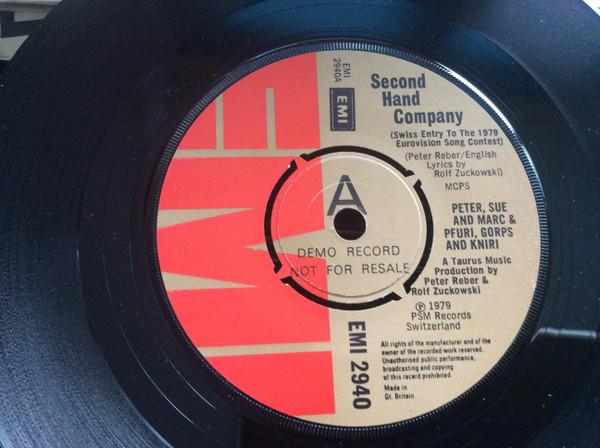 EMI
EMI
2940A
EMI
Second
Hand
Company
(Swiss Entry To The 1979
Eurovision Song Contest)
(Peter Reber/English
Lyrics by
Rolf Zuckowski)
MCPS
A
DEMO RECORD
NOT FOR RESALE
PETER, SUE
AND MARC &
PFURI, GORPS
AND KNIRI
A Taurus Music
Production by
Peter Reber &
Rolf Zuckowski
℗ 1979
PSM Records
Switzerland
EMI 2940
All rights of the manufacturer and of the
owner of the recorded work reserved.
Unauthorised public performance,
broadcasting and copying
of this record prohibited.
Made in
Gt. Britain